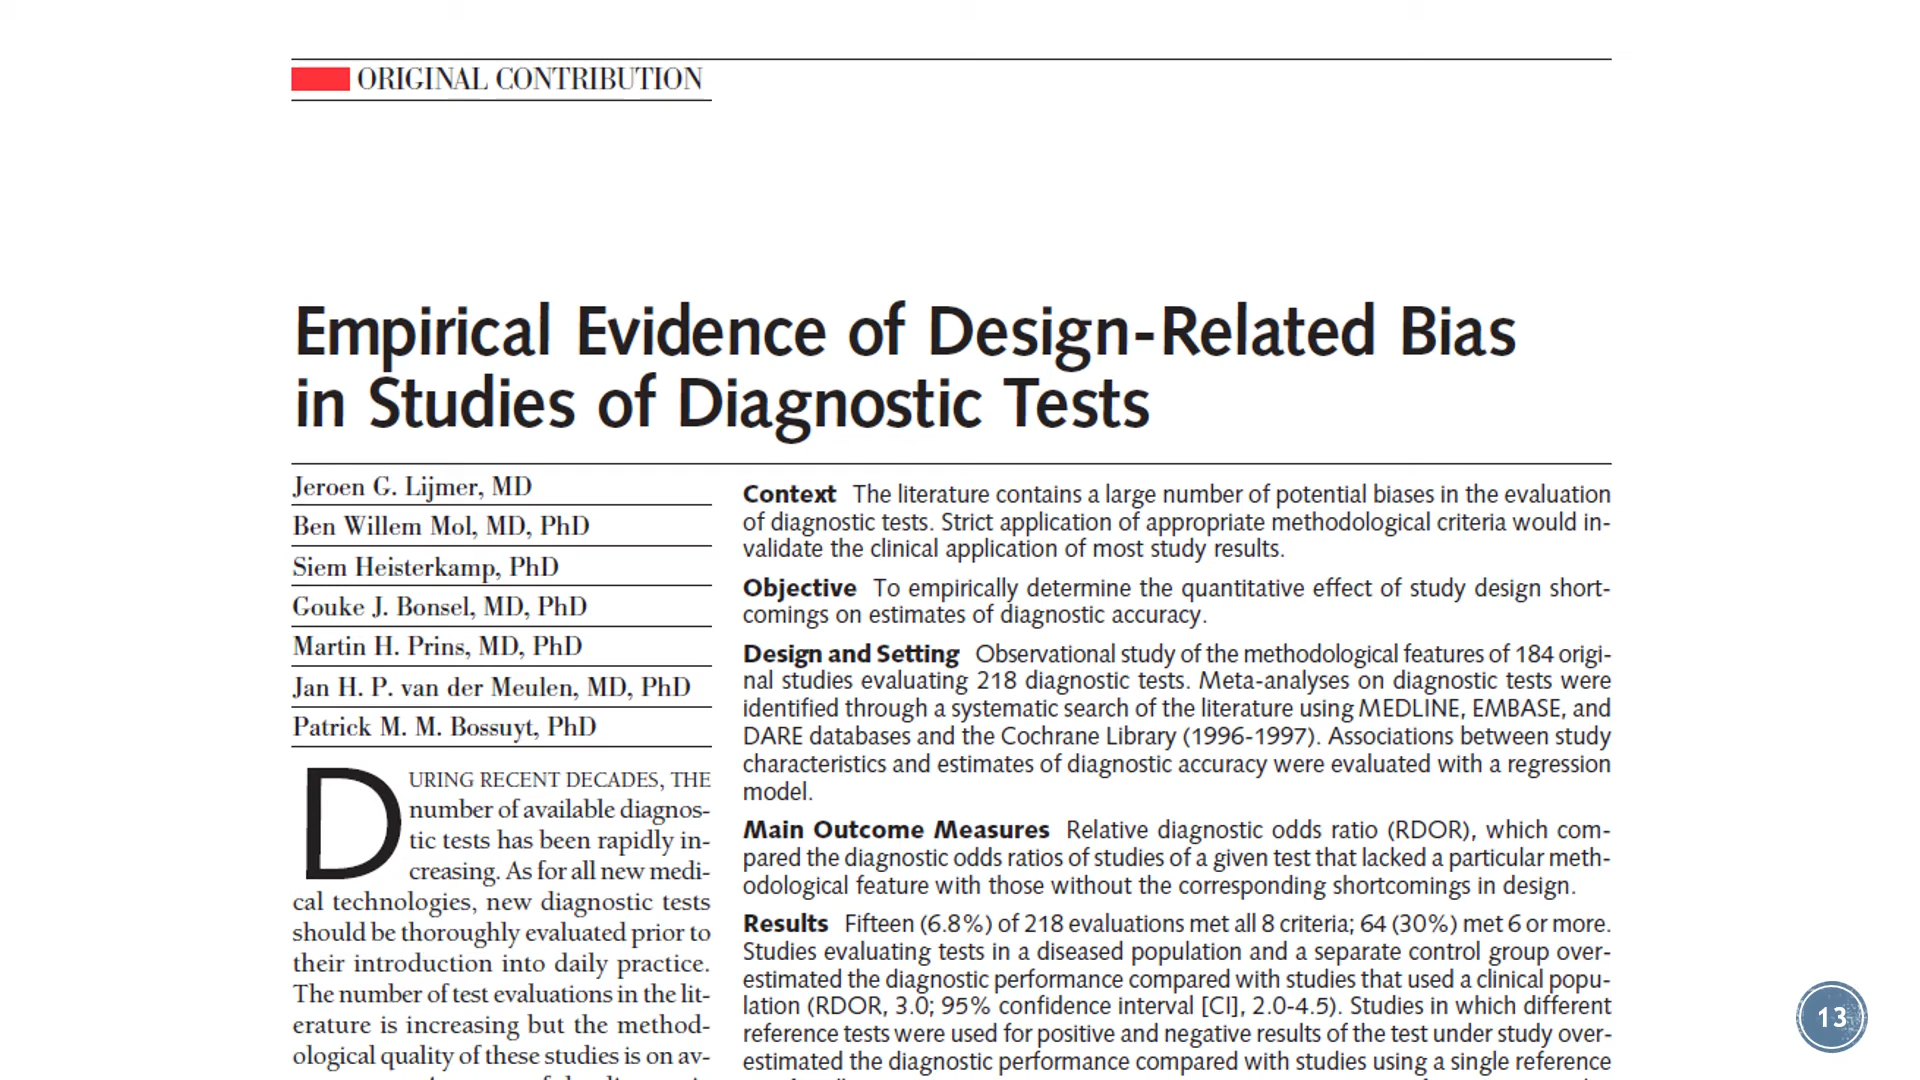 ORIGINAL CONTRIBUTION
Empirical Evidence of Design-Related Bias
in Studies of Diagnostic Tests
Jeroen G. Lijmer, MD
Ben Willem Mol, MD, PhD
Siem Heisterkamp, PhD
Gouke J. Bonsel, MD, PhD
Martin H. Prins, MD, PhD
Jan H. P. van der Meulen, MD, PhD
Patrick M. M. Bossuyt, PhD
DURING RECENT DECADES, THE
number of available diagnos-
tic tests has been rapidly in-
creasing. As for all new medi-
cal technologies, new diagnostic tests
should be thoroughly evaluated prior to
their introduction into daily practice.
The number of test evaluations in the lit-
erature is increasing but the method-
ological quality of these studies is on av-
Context The literature contains a large number of potential biases in the evaluation
of diagnostic tests. Strict application of appropriate methodological criteria would in-
validate the clinical application of most study results.
Objective To empirically determine the quantitative effect of study design short-
comings on estimates of diagnostic accuracy.
Design and Setting Observational study of the methodological features of 184 origi-
nal studies evaluating 218 diagnostic tests. Meta-analyses on diagnostic tests were
identified through a systematic search of the literature using MEDLINE, EMBASE, and
DARE databases and the Cochrane Library (1996-1997). Associations between study
characteristics and estimates of diagnostic accuracy were evaluated with a regression
model.
Main Outcome Measures Relative diagnostic odds ratio (RDOR), which com-
pared the diagnostic odds ratios of studies of a given test that lacked a particular meth-
odological feature with those without the corresponding shortcomings in design.
Results Fifteen (6.8%) of 218 evaluations met all 8 criteria; 64 (30%) met 6 or more.
Studies evaluating tests in a diseased population and a separate control group over-
estimated the diagnostic performance compared with studies that used a clinical popu-
lation (RDOR, 3.0; 95% confidence interval [CI], 2.0-4.5). Studies in which different
reference tests were used for positive and negative results of the test under study over-
estimated the diagnostic performance compared with studies using a single reference
13